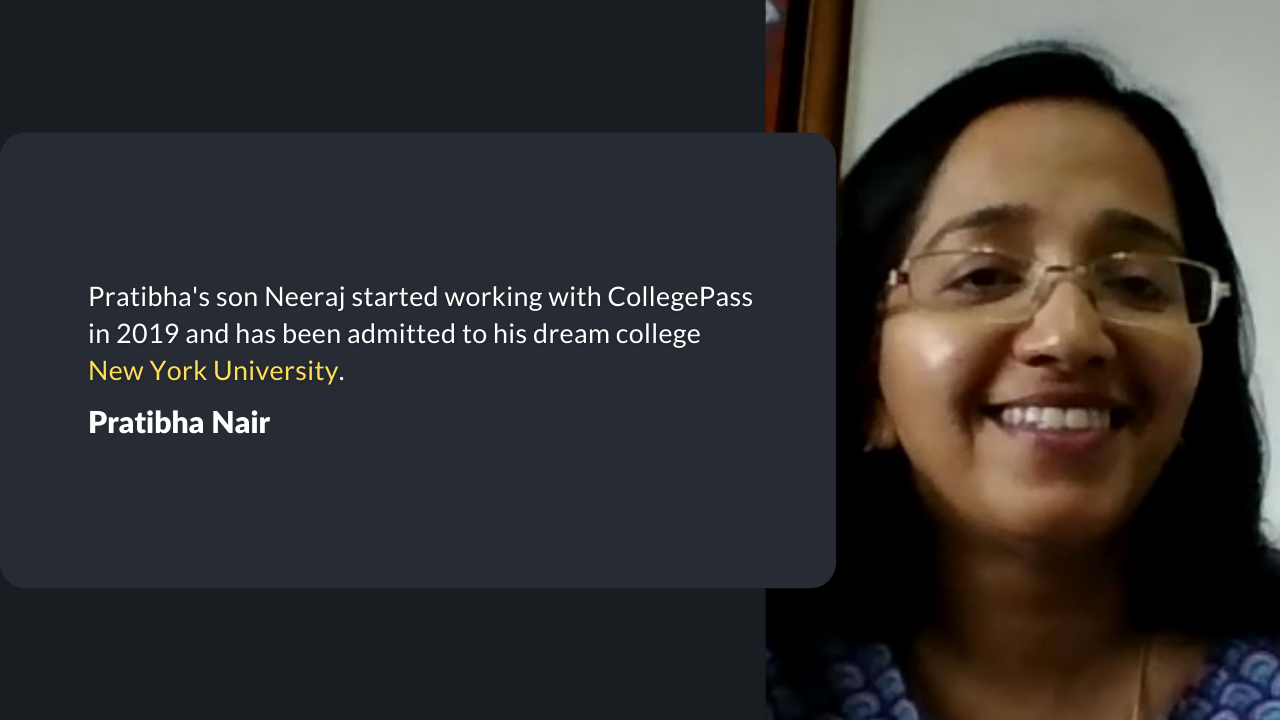 Pratibha's son Neeraj started working with CollegePass
in 2019 and has been admitted to his dream college
New York University.
Pratibha Nair